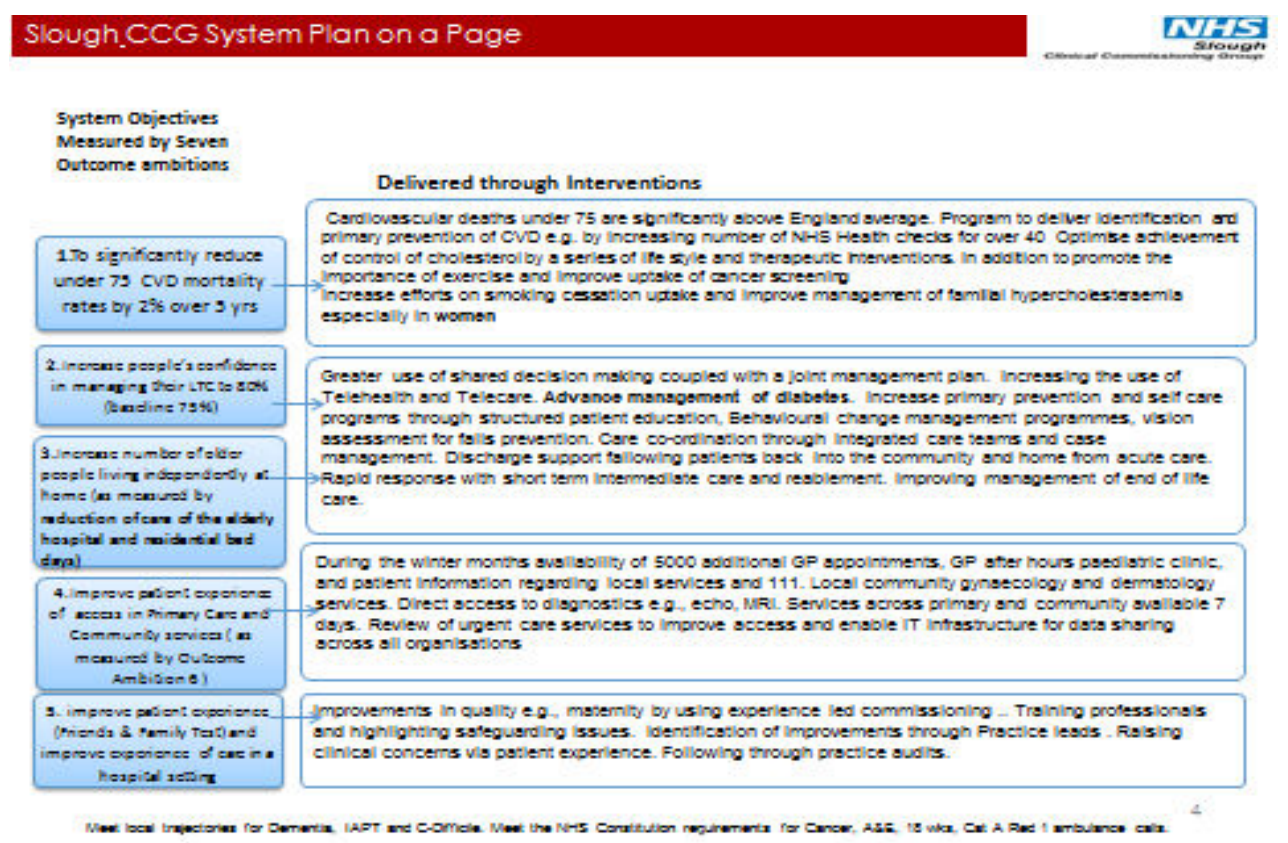 Slough CCG System Plan on a Page
NHS
Slough
Clinical Commissioning Group
System Objectives
Measured by Seven
Outcome ambitions
Delivered through Interventions
1.To significantly reduce
under 75 CVD mortality
rates by 2% over 5 yrs
Cardiovascular deaths under 75 are significantly above England average. Program to deliver identification and
primary prevention of CVD e.g. by increasing number of NHS Heath checks for over 40 Optimise achievement
of control of cholesterol by a series of life style and therapeutic interventions. In addition to promote the
importance of exercise and improve uptake of cancer screening
Increase efforts on smoking cessation uptake and improve management of familial hypercholesteraemia
especially in women
2.Increase people's confidence
in managing their LTC to 80%
(baseline 75%)
3.Increase number of older
people living independently at
home (as measured by
reduction of care of the elderly
hospital and residential bed
days)
Greater use of shared decision making coupled with a joint management plan. Increasing the use of
Telehealth and Telecare. Advance management of diabetes. Increase primary prevention and self care
programs through structured patient education, Behavioural change management programmes, vision
assessment for falls prevention. Care co-ordination through integrated care teams and case
management. Discharge support following patients back into the community and home from acute care.
Rapid response with short term intermediate care and reablement. Improving management of end of life
care.
4.Improve patient experience
of access in Primary Care and
Community services ( as
measured by Outcome
Ambition 6 )
During the winter months availability of 5000 additional GP appointments, GP after hours paediatric clinic,
and patient information regarding local services and 111. Local community gynaecology and dermatology
services. Direct access to diagnostics e.g., echo, MRI. Services across primary and community available 7
days. Review of urgent care services to improve access and enable IT infrastructure for data sharing
across all organisations
5. improve patient experience
(Friends & Family Test) and
improve experience of care in a
hospital setting
Improvements in quality e.g., maternity by using experience led commissioning .. Training professionals
and highlighting safeguarding issues. Identification of improvements through Practice leads . Raising
clinical concerns via patient experience. Following through practice audits.
4
Meet local trajectories for Dementia, IAPT and C-Difficle. Meet the NHS Constitution requirements for Cancer, A&E, 18 wks, Cat A Red 1 ambulance calls.